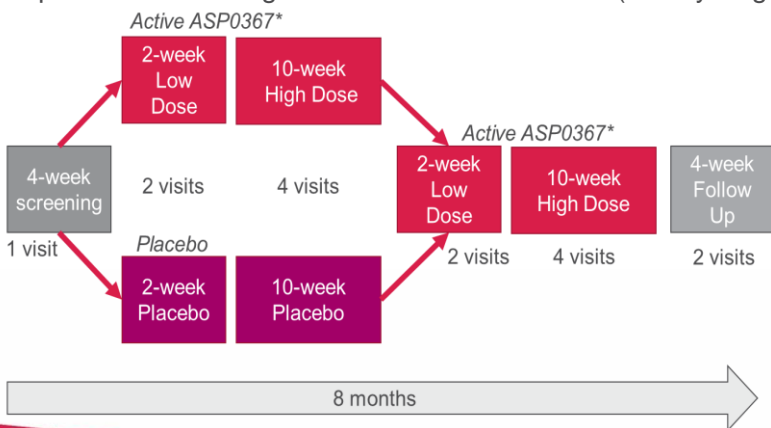 Active ASP0367*
2-week
Low
Dose
10-week
High Dose
4-week
screening
1 visit
2 visits
4 visits
Placebo
2-week
Placebo
10-week
Placebo
Active ASP0367*
2-week
Low
Dose
10-week
High Dose
4-week
Follow
Up
2 visits
4 visits
2 visits
8 months